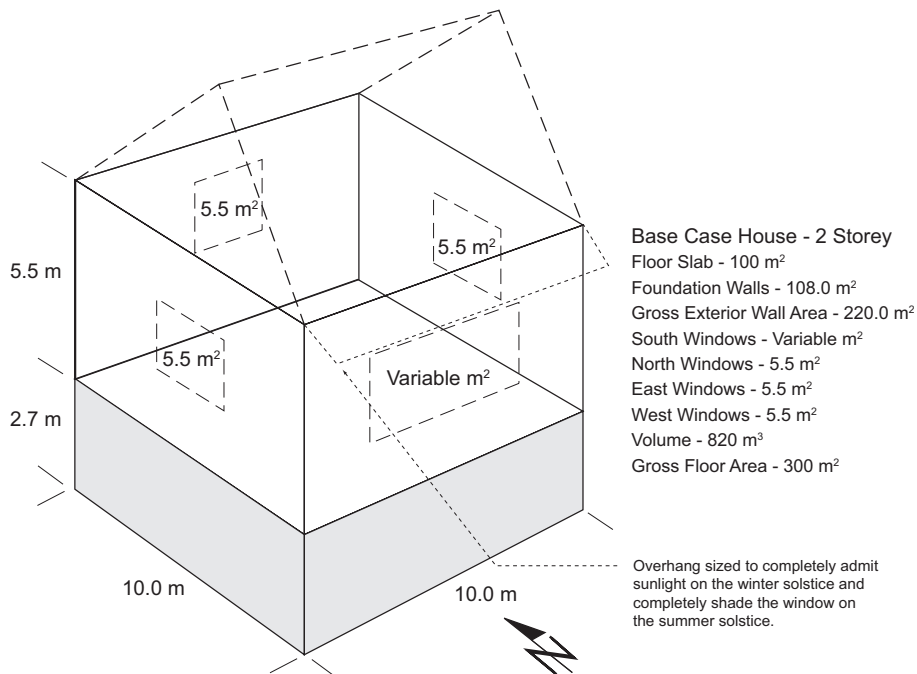 5.5 m²
5.5 m²
5.5 m
5.5 m²
Variable m²
2.7 m
10.0 m
10.0 m
N
Base Case House - 2 Storey
Floor Slab - 100 m²
Foundation Walls - 108.0 m²
Gross Exterior Wall Area - 220.0 m²
South Windows - Variable m²
North Windows - 5.5 m²
East Windows - 5.5 m²
West Windows - 5.5 m²
Volume - 820 m³
Gross Floor Area - 300 m²
Overhang sized to completely admit
sunlight on the winter solstice and
completely shade the window on
the summer solstice.